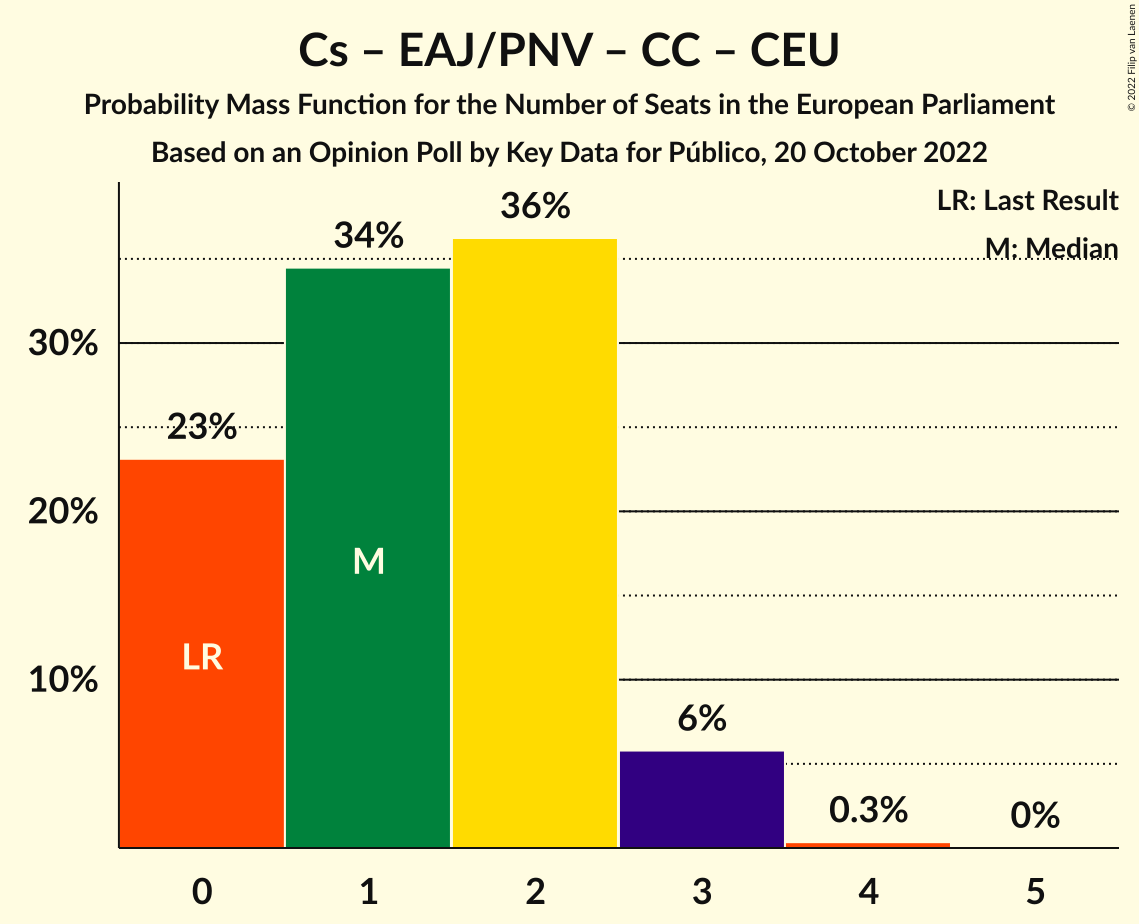 Cs – EAJ/PNV – CC – CEU
Probability Mass Function for the Number of Seats in the European Parliament
Based on an Opinion Poll by Key Data for Público, 20 October 2022
© 2022 Filip van Laenen
LR: Last Result
M: Median
36%
34%
30%
23%
20%
M
LR
10%
6%
0.3%
0%
0 1 2 3 4 5